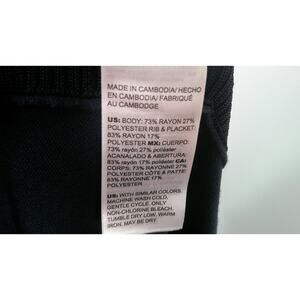 MADE IN CAMBODIA/ HECHO
EN CAMBODIA/ FABRIQUÉ
AU CAMBODGE
US: BODY: 73% RAYON 27%
POLYESTER RIB & PLACKET:
83% RAYON 17%
POLYESTER MX: CUERPO:
73% rayón 27% poliéster
ACANALADO & ABERTURA:
83% rayón 17% poliéster CA:
CORPS: 73% RAYON 27%
POLYESTER CÔTE & PATTE:
83% RAYON 17%
POLYESTER
US: WITH SIMILAR COLORS.
MACHINE WASH COLD,
GENTLE CYCLE. ONLY
NON-CHLORINE BLEACH.
TUMBLE DRY LOW. WARM
IRON. MAY BE DRY